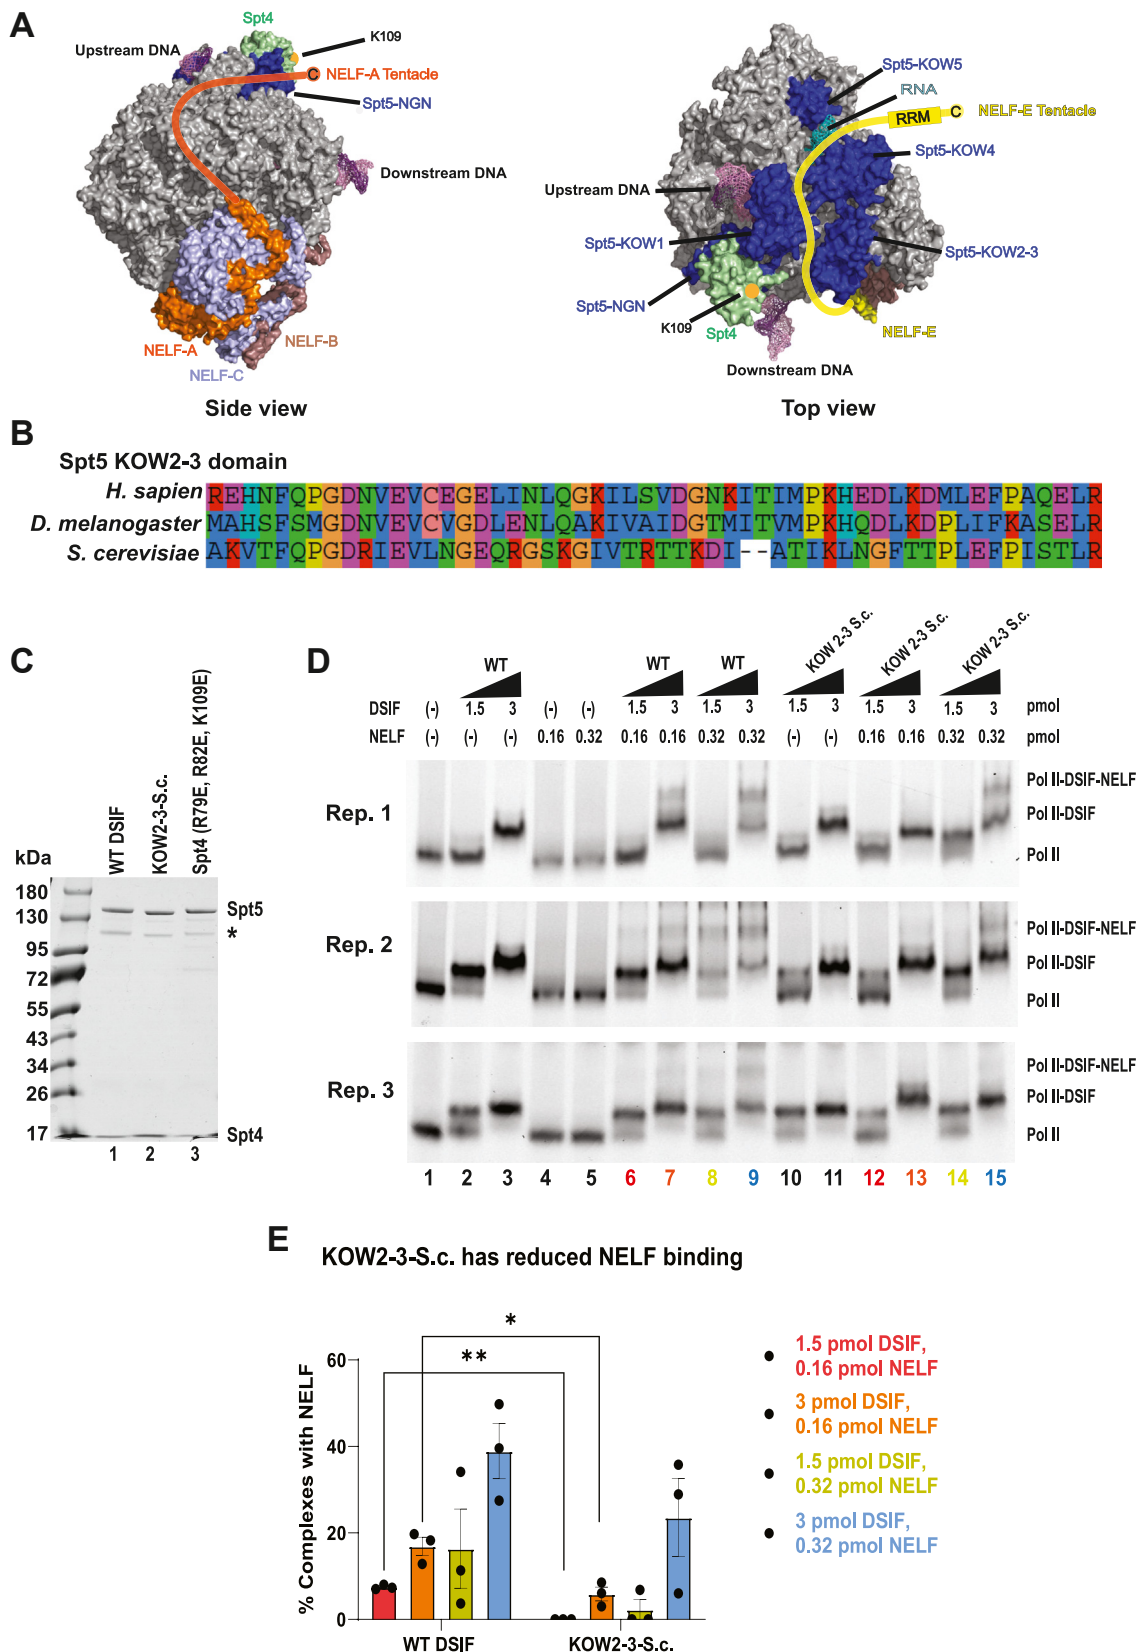 A
Spt4
K109
Upstream DNA
C
NELF-A Tentacle
Spt5-NGN
Downstream DNA
NELF-A
NELF-B
NELF-C
Side view
Spt5-KOW5
RNA
RRM
C
NELF-E Tentacle
Spt5-KOW4
Upstream DNA
Spt5-KOW1
Spt5-KOW2-3
Spt5-NGN
K109
Spt4
NELF-E
Downstream DNA
Top view
B
Spt5 KOW2-3 domain
H. sapien REHNFQPGDNVEVCEGELINLQGKILSVDGNKITIMPKHEDLKDMLEFPAQELR
D. melanogaster MAHSFSMGDNVEVCVGDLENLQAKIVAIDGTMITVMPKHQDLKDPLIFKASELR
S. cerevisiae AKVTFQPGDRIEVLNGEQRGSKGIVTRTTKDI--ATIKLNGFTTPLEFPISTLR
C
WT DSIF
KOW2-3-S.c.
Spt4 (R79E, R82E, K109E)
kDa
180
130
95
72
55
43
34
26
17
Spt5
*
Spt4
1 2 3
D
WT WT WT KOW 2-3 S.c. KOW 2-3 S.c. KOW 2-3 S.c.
DSIF (-) 1.5 3 (-) (-) 1.5 3 1.5 3 1.5 3 1.5 3 1.5 3 pmol
NELF (-) (-) (-) 0.16 0.32 0.16 0.16 0.32 0.32 (-) (-) 0.16 0.16 0.32 0.32 pmol
Rep. 1
Pol II-DSIF-NELF
Pol II-DSIF
Pol II
Rep. 2
Pol II-DSIF-NELF
Pol II-DSIF
Pol II
Rep. 3
Pol II-DSIF-NELF
Pol II-DSIF
Pol II
1 2 3 4 5 6 7 8 9 10 11 12 13 14 15
E
KOW2-3-S.c. has reduced NELF binding
% Complexes with NELF
60
40
20
0
*
**
WT DSIF
KOW2-3-S.c.
1.5 pmol DSIF,
0.16 pmol NELF
3 pmol DSIF,
0.16 pmol NELF
1.5 pmol DSIF,
0.32 pmol NELF
3 pmol DSIF,
0.32 pmol NELF